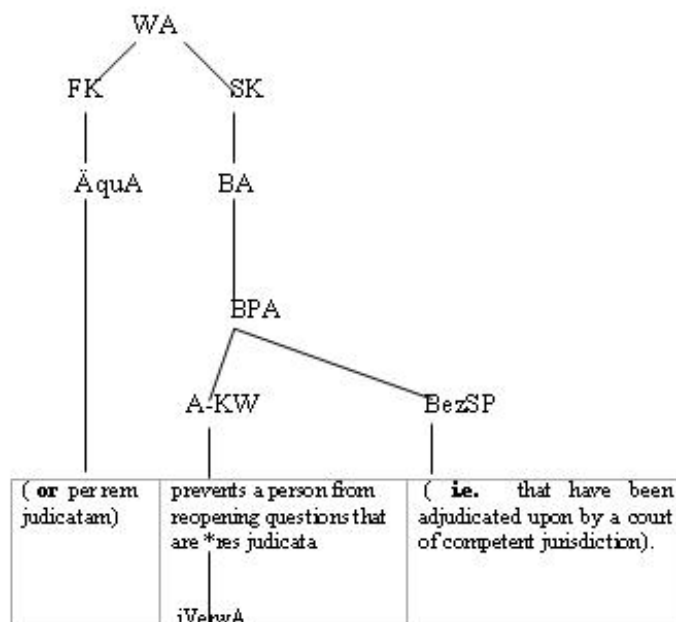 WA
FK SK
ÄquA BA
BPA
A-KW BezSP
( or per rem
judicatam)
prevents a person from
reopening questions that
are *res judicata
iVerwA
( i.e. that have been
adjudicated upon by a court
of competent jurisdiction).